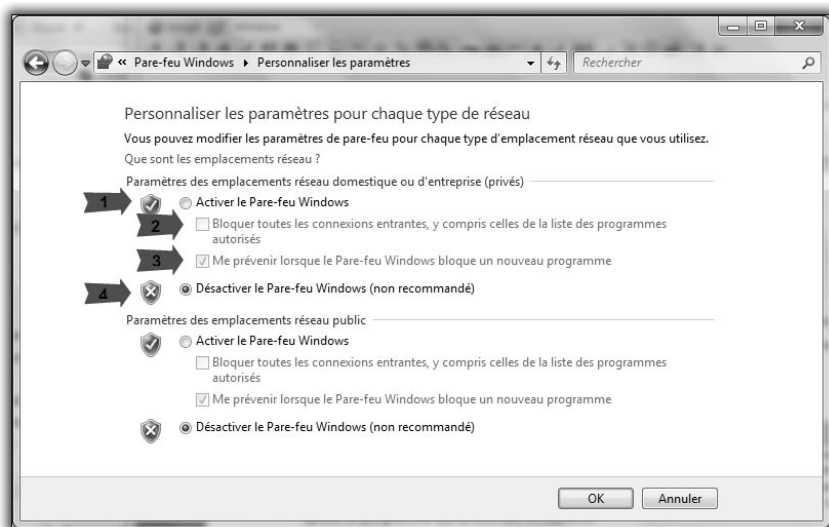 « Pare-feu Windows Personnaliser les paramètres
Rechercher
Personnaliser les paramètres pour chaque type de réseau
Vous pouvez modifier les paramètres de pare-feu pour chaque type d'emplacement réseau que vous utilisez.
Que sont les emplacements réseau ?
Paramètres des emplacements réseau domestique ou d'entreprise (privés)
1
Activer le Pare-feu Windows
2
Bloquer toutes les connexions entrantes, y compris celles de la liste des programmes
autorisés
3
Me prévenir lorsque le Pare-feu Windows bloque un nouveau programme
4
Désactiver le Pare-feu Windows (non recommandé)
Paramètres des emplacements réseau public
Activer le Pare-feu Windows
Bloquer toutes les connexions entrantes, y compris celles de la liste des programmes
autorisés
Me prévenir lorsque le Pare-feu Windows bloque un nouveau programme
Désactiver le Pare-feu Windows (non recommandé)
OK
Annuler